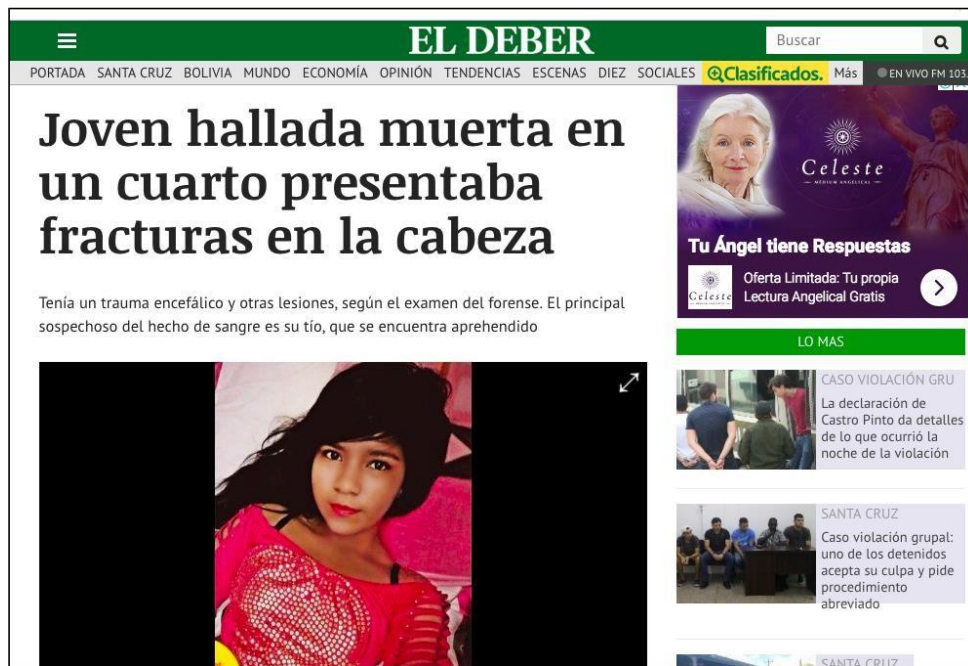 EL DEBER
Buscar
PORTADA SANTA CRUZ BOLIVIA MUNDO ECONOMÍA OPINIÓN TENDENCIAS ESCENAS DIEZ SOCIALES Clasificados. Más EN VIVO FM 103.
Joven hallada muerta en
un cuarto presentaba
fracturas en la cabeza
Tenía un trauma encefálico y otras lesiones, según el examen del forense. El principal
sospechoso del hecho de sangre es su tío, que se encuentra aprehendido
Celeste
MÉDIUM ANGELICAL
Tu Ángel tiene Respuestas
Celeste
Oferta Limitada: Tu propia
Lectura Angelical Gratis
LO MAS
CASO VIOLACIÓN GRU
La declaración de
Castro Pinto da detalles
de lo que ocurrió la
noche de la violación
SANTA CRUZ
Caso violación grupal:
uno de los detenidos
acepta su culpa y pide
procedimiento
abreviado
SANTA CRUZ